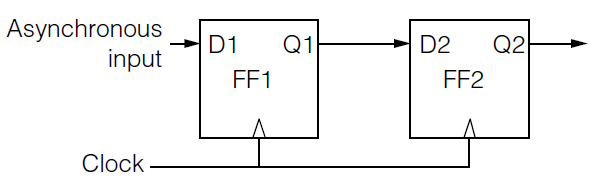 Asynchronous
input
D1 Q1
FF1
D2 Q2
FF2
Clock